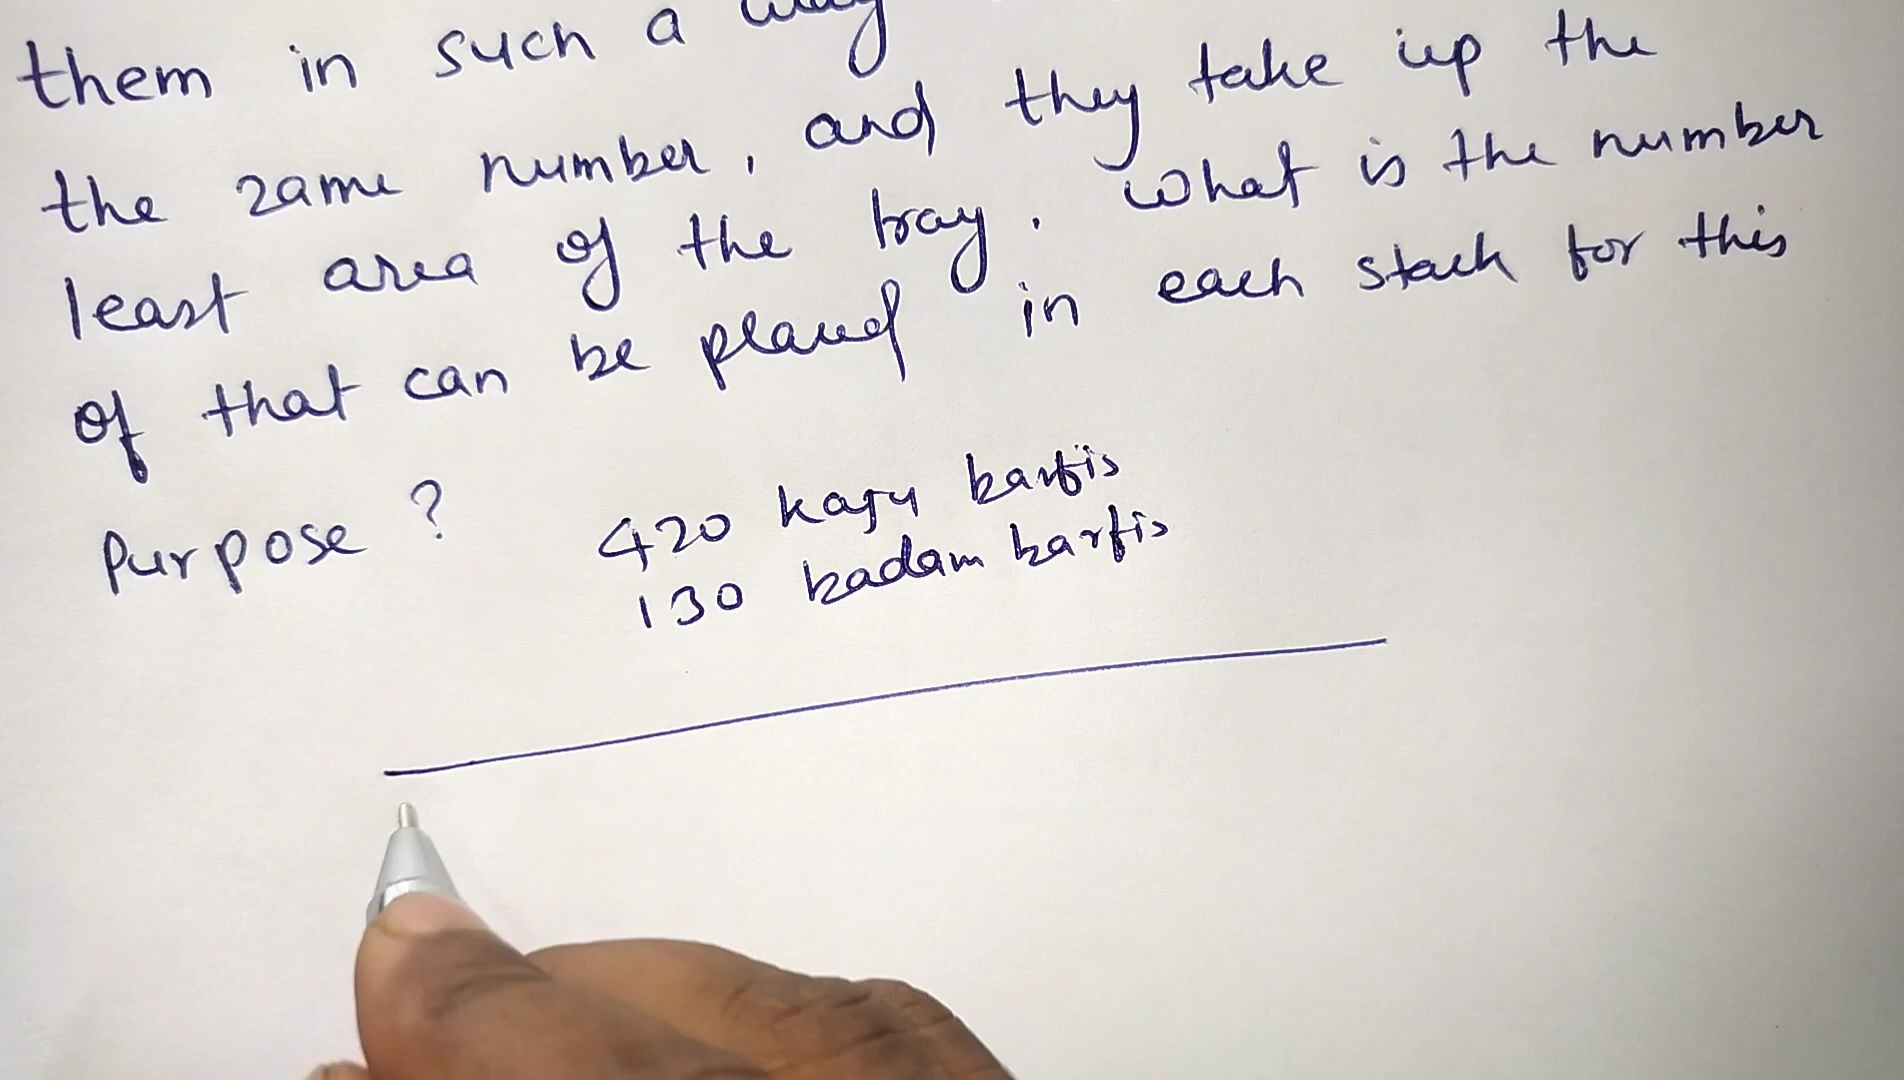 them in such a way
the same number, and they take up the
least area of the tray. What is the number
of that can be placed in each stack for this
Purpose?
420 kaju barfis
130 badam barfis